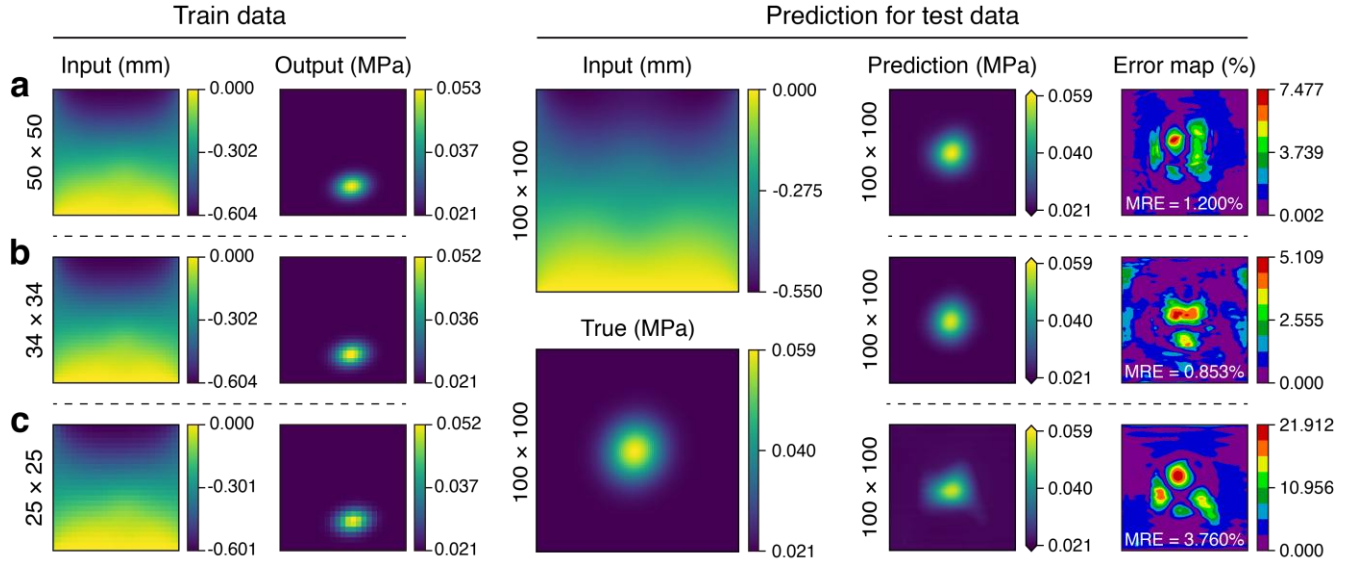 Train data
Prediction for test data
Input (mm)
Output (MPa)
Input (mm)
Prediction (MPa)
Error map (%)
a
50 × 50
0.000
-0.302
-0.604
0.053
0.037
0.021
100 × 100
0.000
-0.275
-0.550
100 × 100
0.059
0.040
0.021
MRE = 1.200%
7.477
3.739
0.002
b
34 × 34
0.000
-0.302
-0.604
0.052
0.036
0.021
True (MPa)
100 × 100
0.059
0.040
0.021
100 × 100
0.059
0.040
0.021
MRE = 0.853%
5.109
2.555
0.000
c
25 × 25
0.000
-0.301
-0.601
0.052
0.037
0.021
100 × 100
0.059
0.040
0.021
MRE = 3.760%
21.912
10.956
0.000